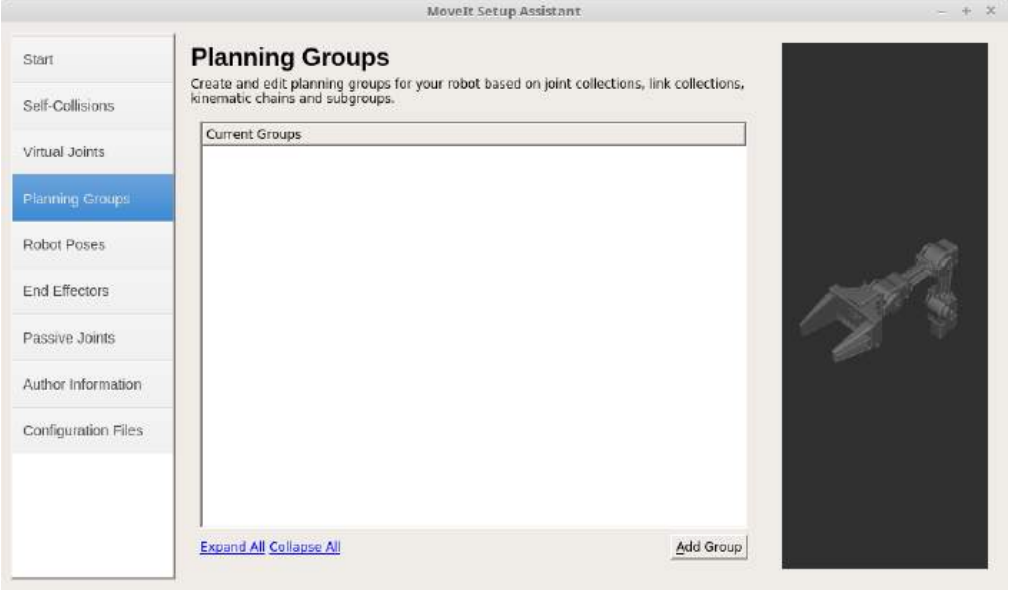 MoveIt Setup Assistant
Start
Self-Collisions
Virtual Joints
Planning Groups
Robot Poses
End Effectors
Passive Joints
Author Information
Configuration Files
Planning Groups
Create and edit planning groups for your robot based on joint collections, link collections,
kinematic chains and subgroups.
Current Groups
Expand All Collapse All
Add Group